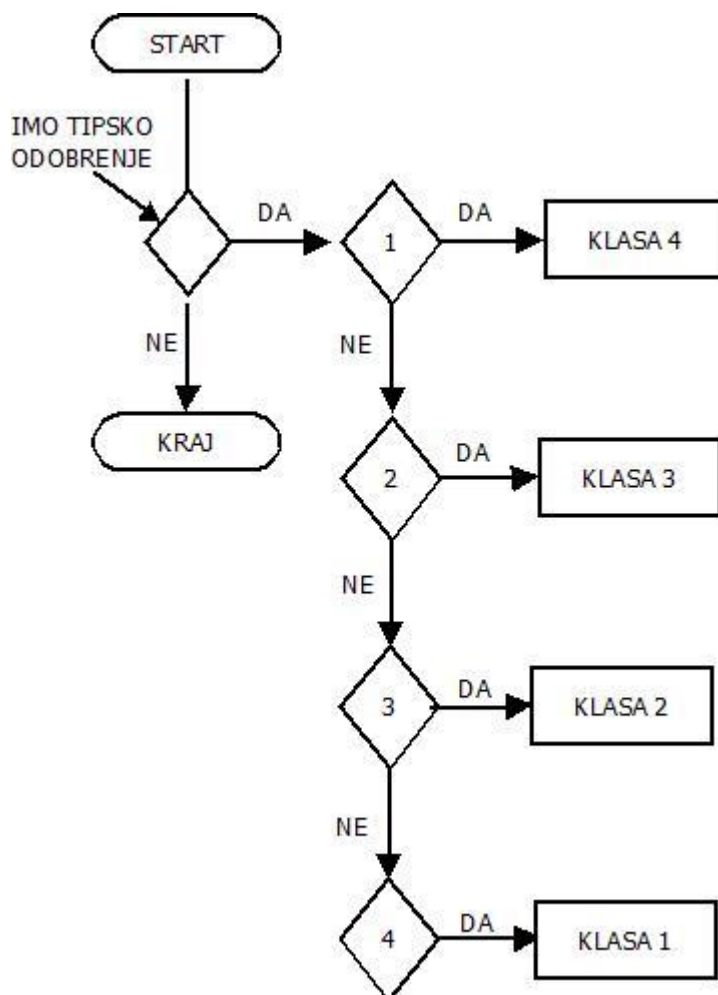 START
IMO TIPSKO
ODOBRENJE
DA
1
DA
KLASA 4
NE
NE
KRAJ
2
DA
KLASA 3
NE
3
DA
KLASA 2
NE
4
DA
KLASA 1